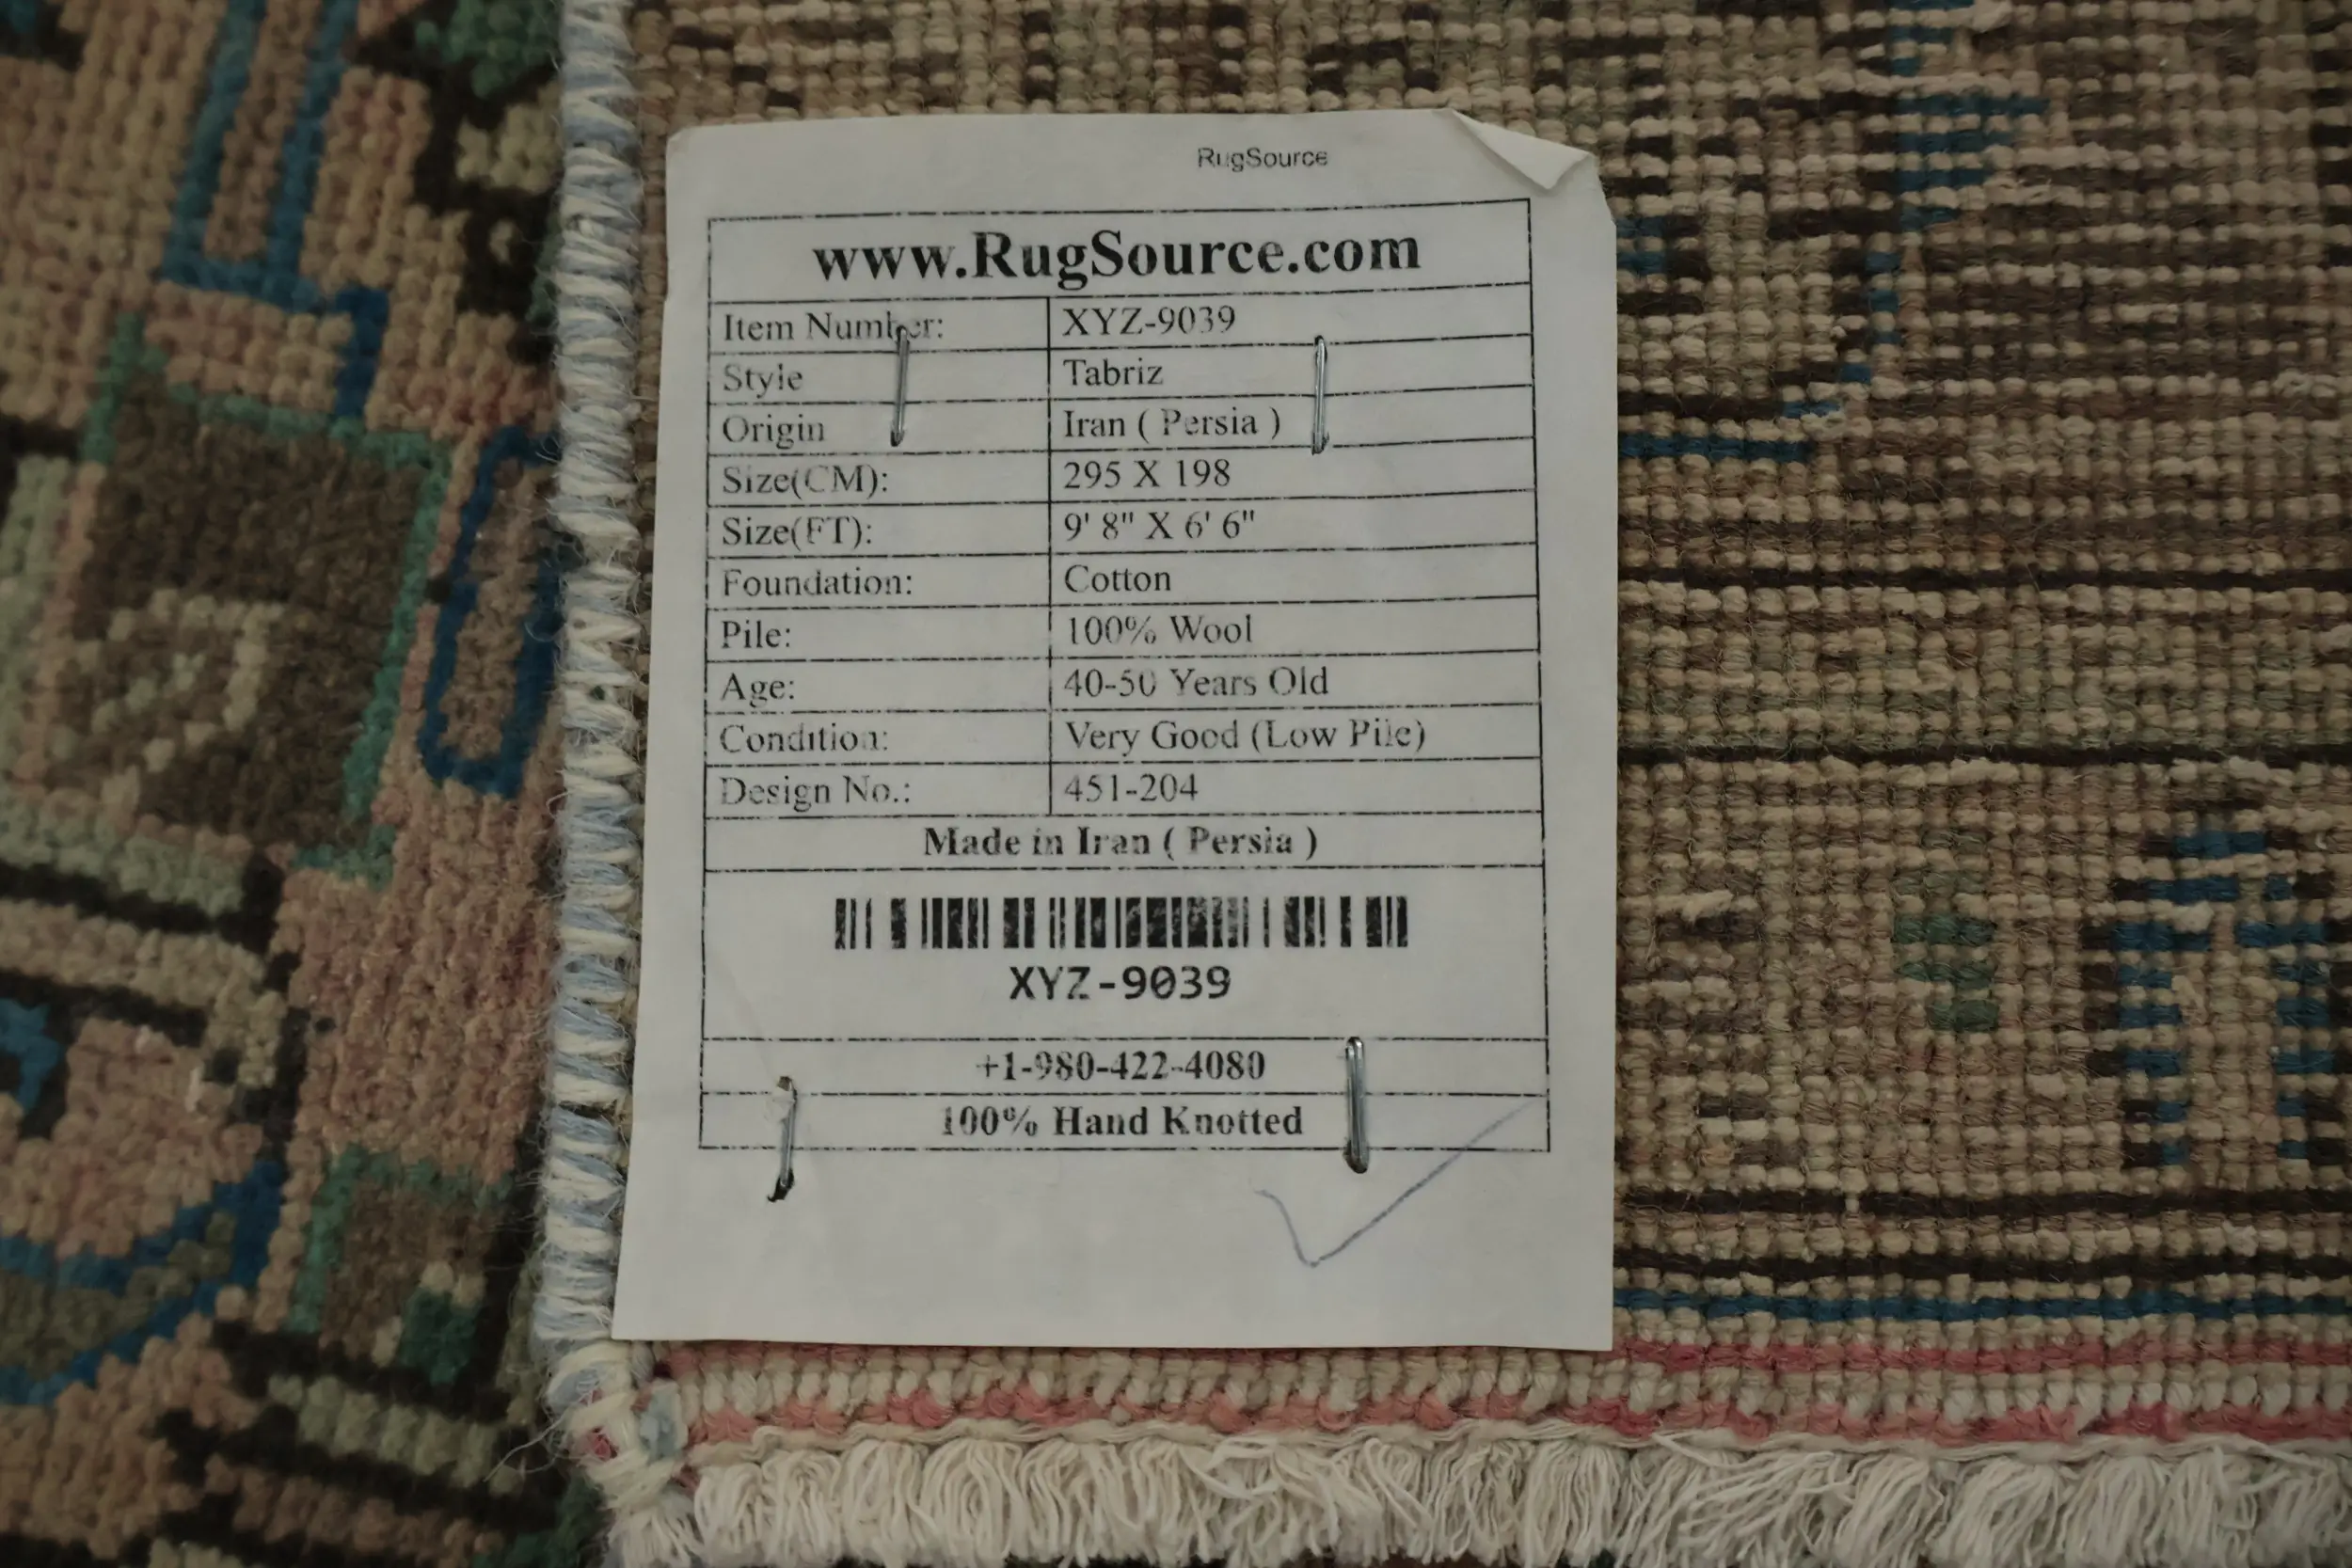 RugSource
www.RugSource.com
Item Number: XYZ-9039
Style Tabriz
Origin Iran ( Persia )
Size(CM): 295 X 198
Size(FT): 9' 8" X 6' 6"
Foundation: Cotton
Pile: 100% Wool
Age: 40-50 Years Old
Condition: Very Good (Low Pile)
Design No.: 451-204
Made in Iran ( Persia )
XYZ-9039
+1-980-422-4080
100% Hand Knotted